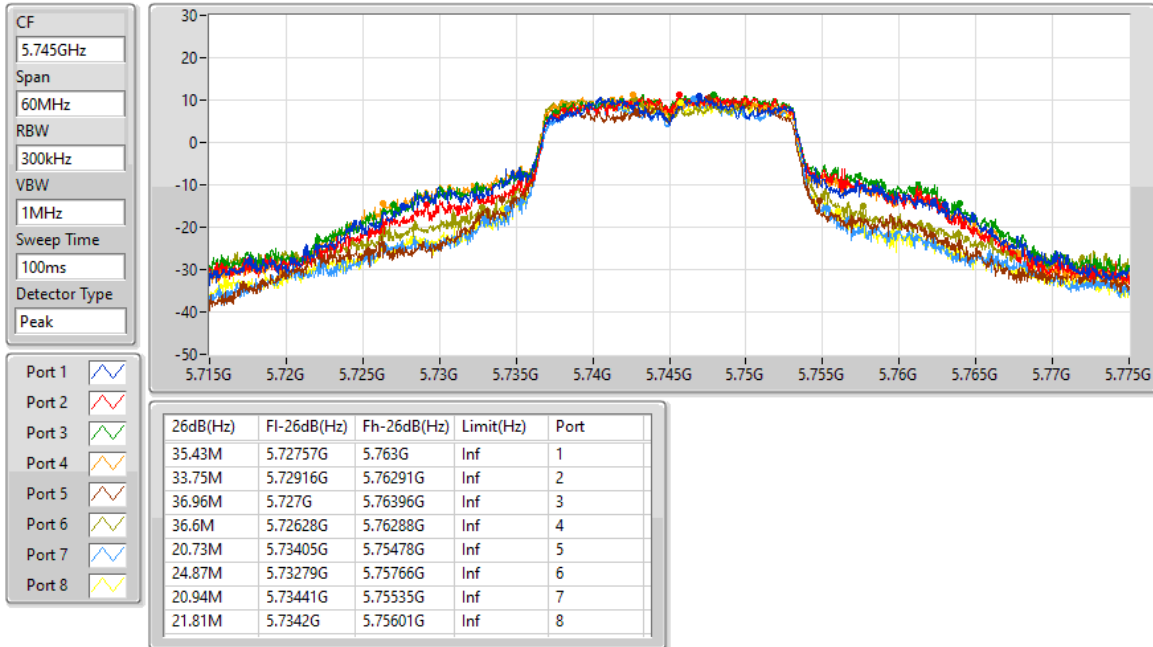 CF
5.745GHz
Span
60MHz
RBW
300kHz
VBW
1MHz
Sweep Time
100ms
Detector Type
Peak
30
20
10
0
-10
-20
-30
-40
-50
5.715G 5.72G 5.725G 5.73G 5.735G 5.74G 5.745G 5.75G 5.755G 5.76G 5.765G 5.77G 5.775G
Port 1
Port 2
Port 3
Port 4
Port 5
Port 6
Port 7
Port 8
26dB(Hz) Fl-26dB(Hz) Fh-26dB(Hz) Limit(Hz) Port
35.43M 5.72757G 5.763G Inf 1
33.75M 5.72916G 5.76291G Inf 2
36.96M 5.727G 5.76396G Inf 3
36.6M 5.72628G 5.76288G Inf 4
20.73M 5.73405G 5.75478G Inf 5
24.87M 5.73279G 5.75766G Inf 6
20.94M 5.73441G 5.75535G Inf 7
21.81M 5.7342G 5.75601G Inf 8